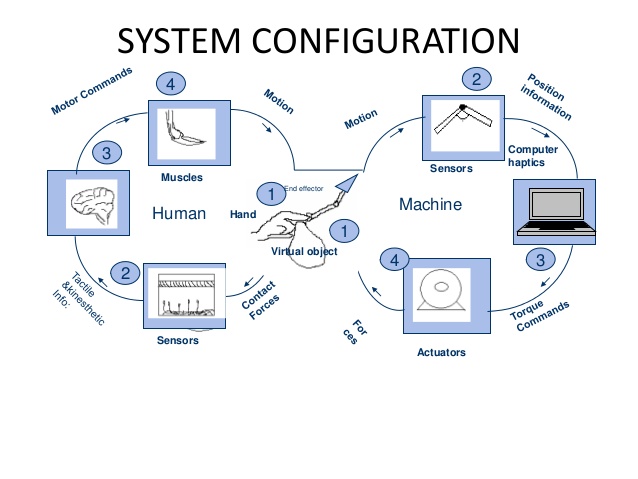 SYSTEM CONFIGURATION
Motor Commands
4
Motion
Motion
2
Position
information
3
Muscles
Sensors
Computer
haptics
1
End effector
Human
Hand
Machine
1
Virtual object
2
4
3
Tactile
&kinesthetic
Info.:
Contact
Forces
For
ces
Torque
Commands
Sensors
Actuators